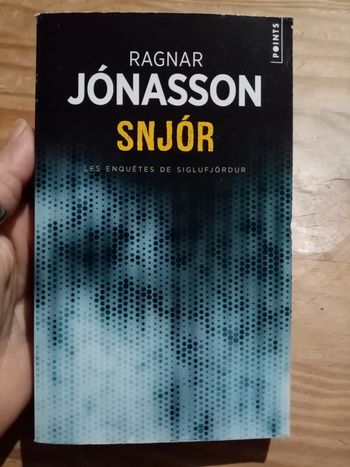 POINTS
RAGNAR
JÓNASSON
SNJÓR
LES ENQUÊTES DE SIGLUFJÖRDUR